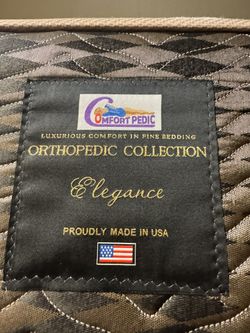 COMFORT PEDIC
LUXURIOUS COMFORT IN FINE BEDDING
ORTHOPEDIC COLLECTION
Elegance
PROUDLY MADE IN USA